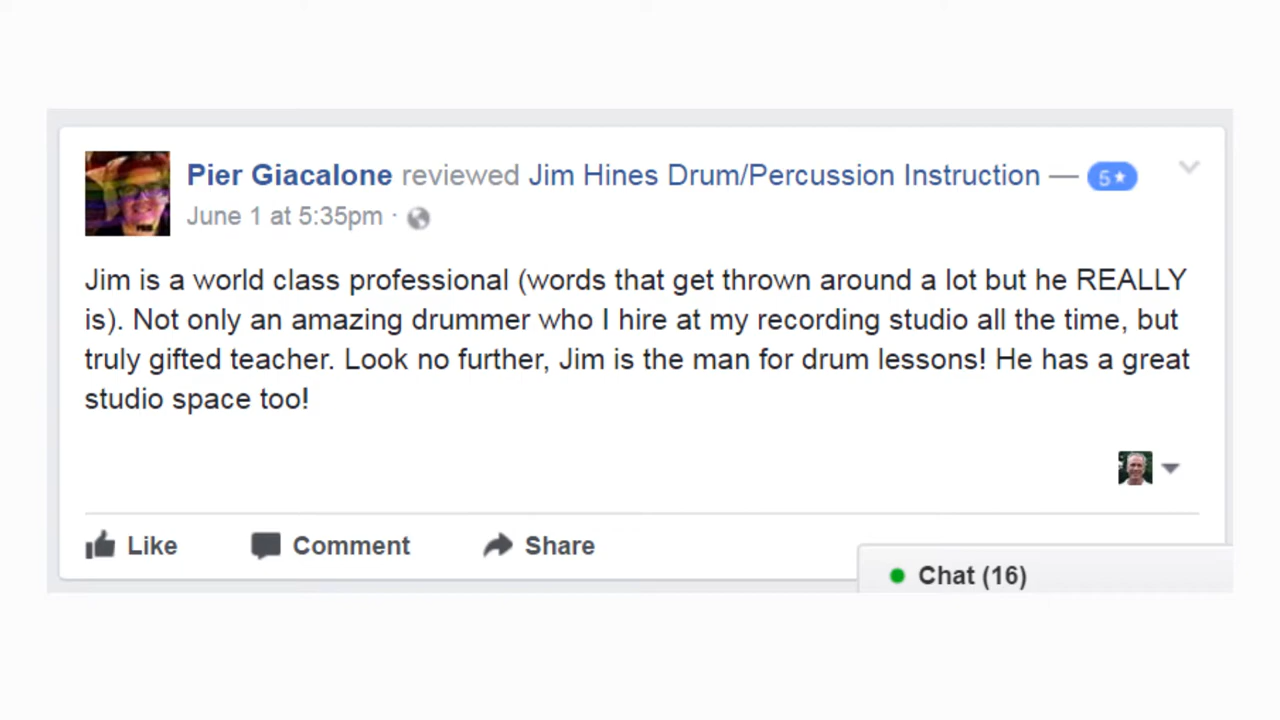 Pier Giacalone reviewed Jim Hines Drum/Percussion Instruction — 5★
June 1 at 5:35pm ·
Jim is a world class professional (words that get thrown around a lot but he REALLY
is). Not only an amazing drummer who I hire at my recording studio all the time, but
truly gifted teacher. Look no further, Jim is the man for drum lessons! He has a great
studio space too!
Like Comment Share
Chat (16)